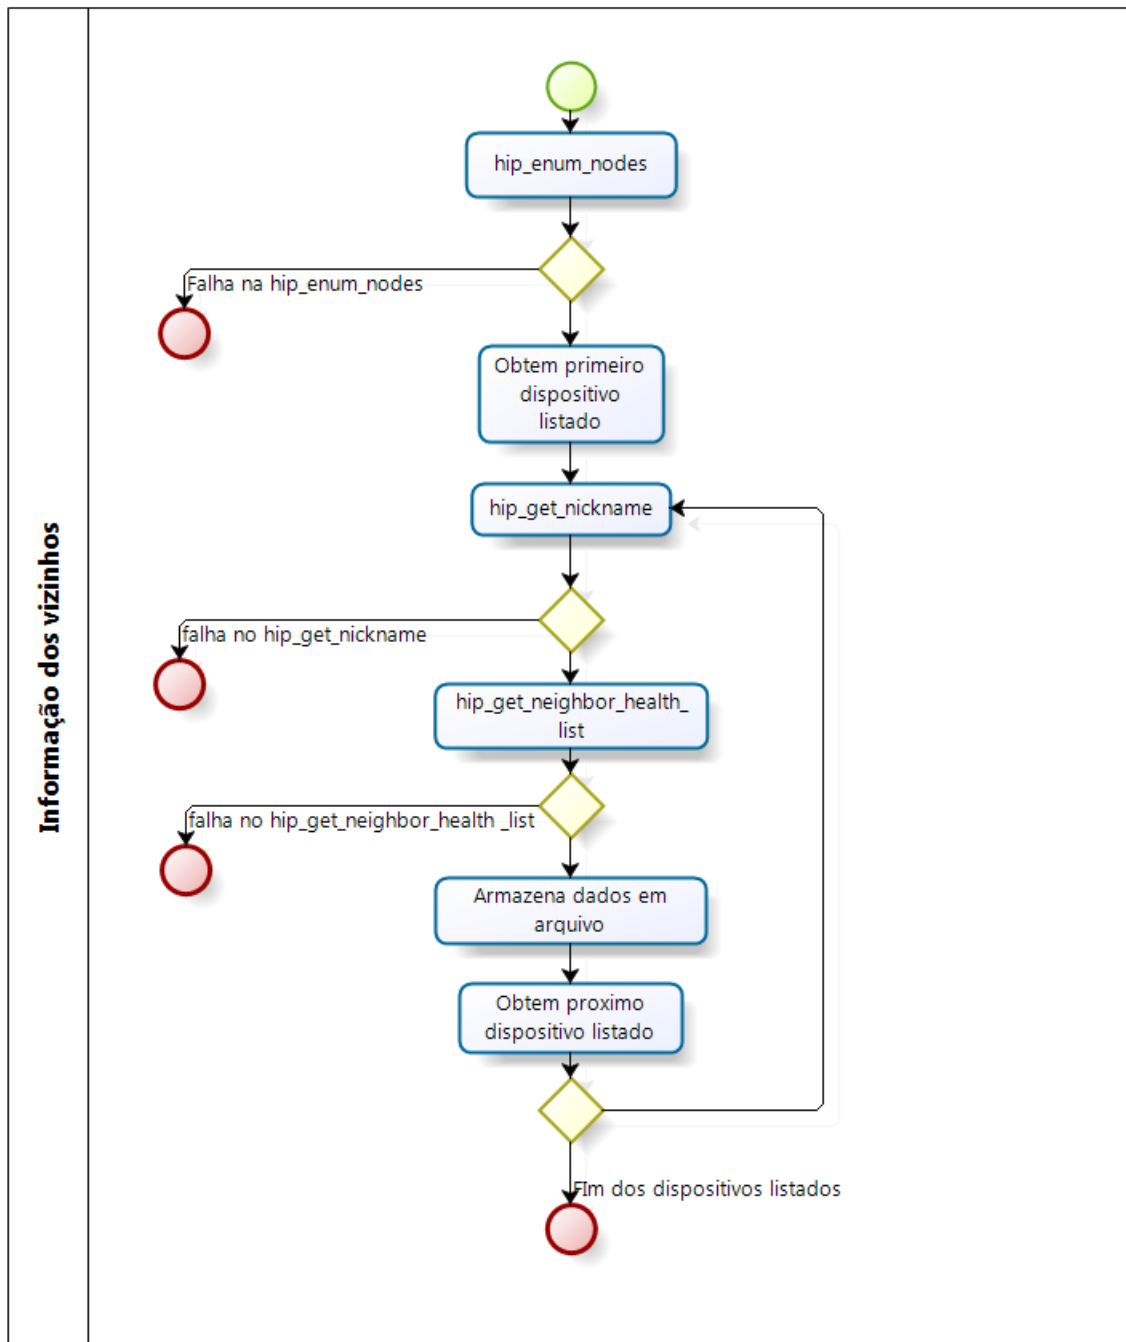 Informação dos vizinhos
hip_enum_nodes
Falha na hip_enum_nodes
Obtem primeiro
dispositivo
listado
hip_get_nickname
falha no hip_get_nickname
hip_get_neighbor_health_
list
falha no hip_get_neighbor_health _list
Armazena dados em
arquivo
Obtem proximo
dispositivo listado
FIm dos dispositivos listados